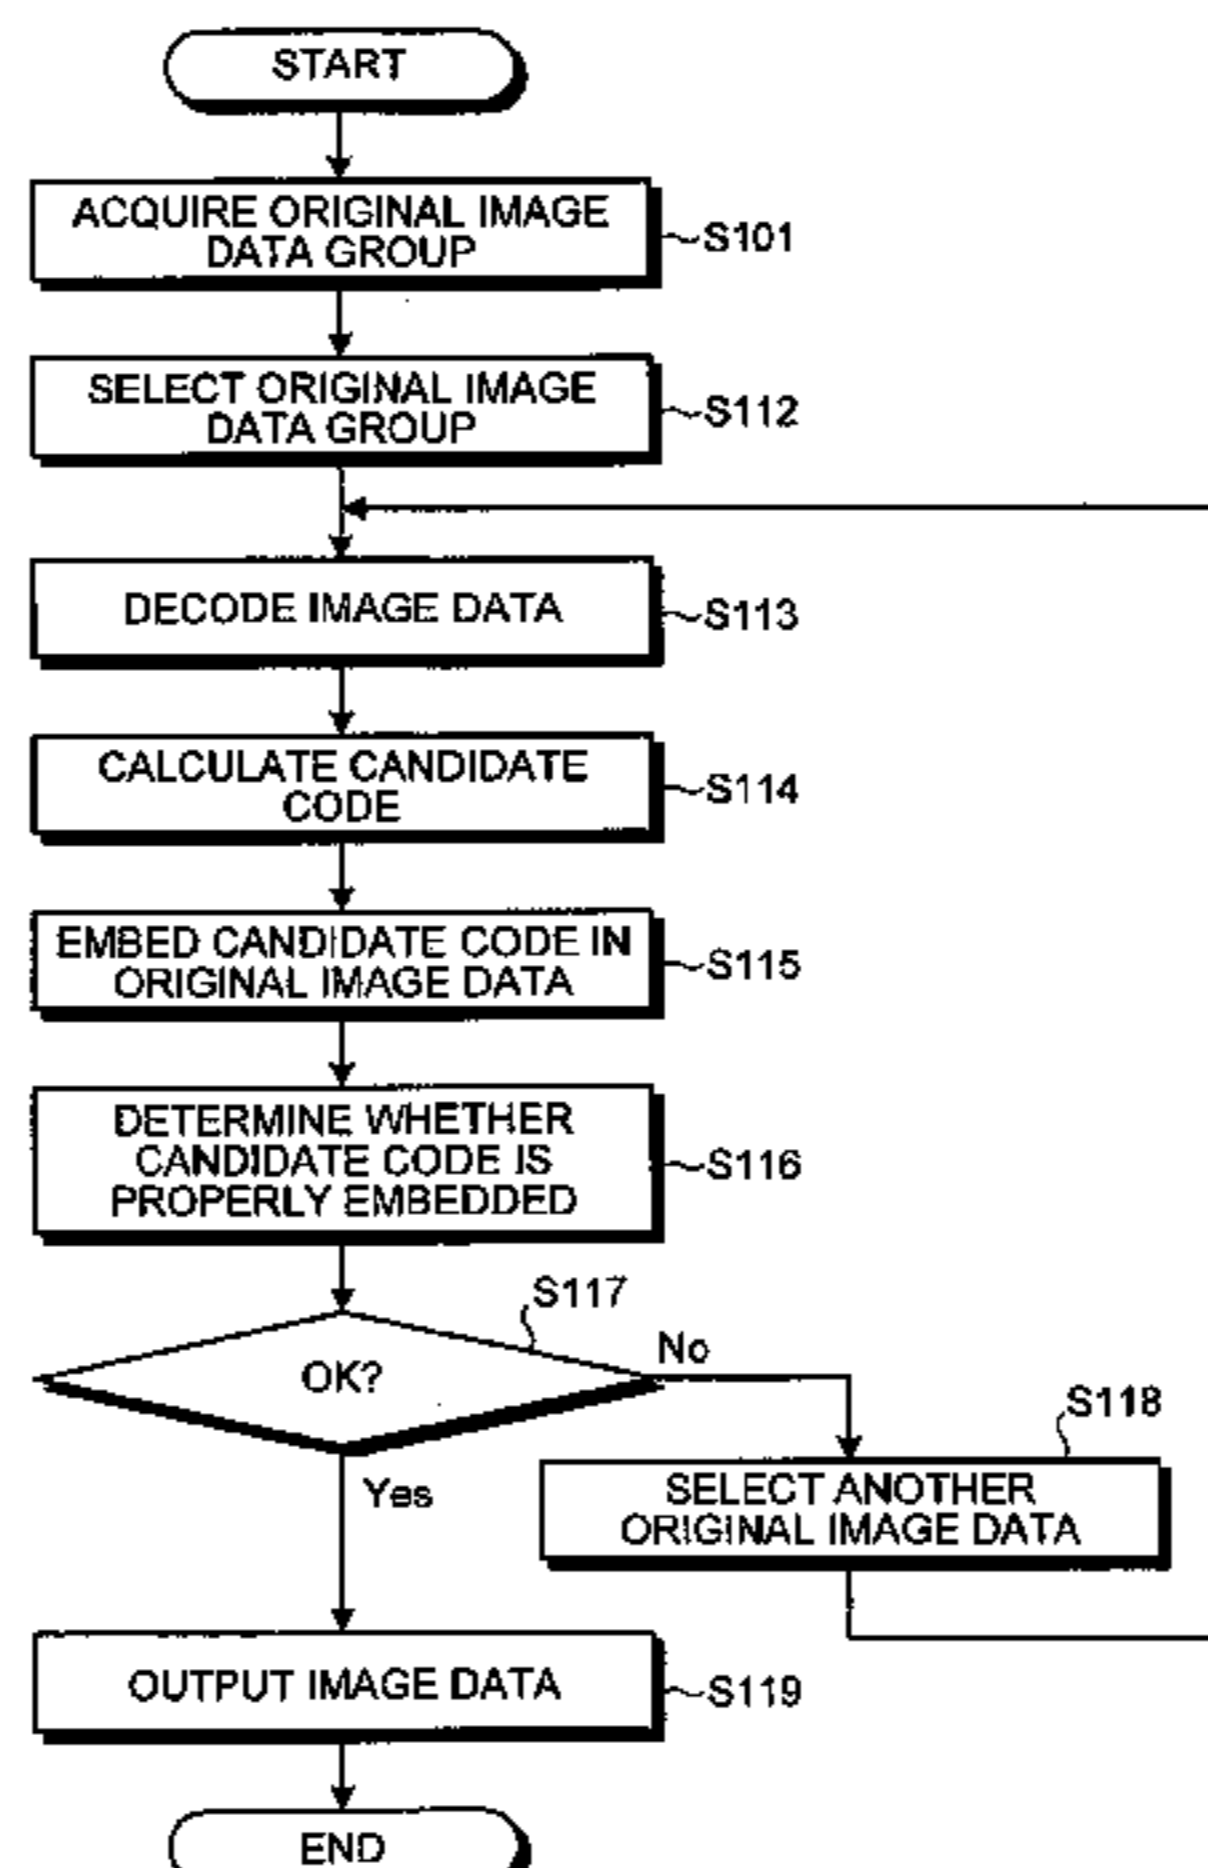 START
ACQUIRE ORIGINAL IMAGE
DATA GROUP
S101
SELECT ORIGINAL IMAGE
DATA GROUP
S112
DECODE IMAGE DATA
S113
CALCULATE CANDIDATE
CODE
S114
EMBED CANDIDATE CODE IN
ORIGINAL IMAGE DATA
S115
DETERMINE WHETHER
CANDIDATE CODE IS
PROPERLY EMBEDDED
S116
S117
OK?
No
Yes
S118
SELECT ANOTHER
ORIGINAL IMAGE DATA
OUTPUT IMAGE DATA
S119
END